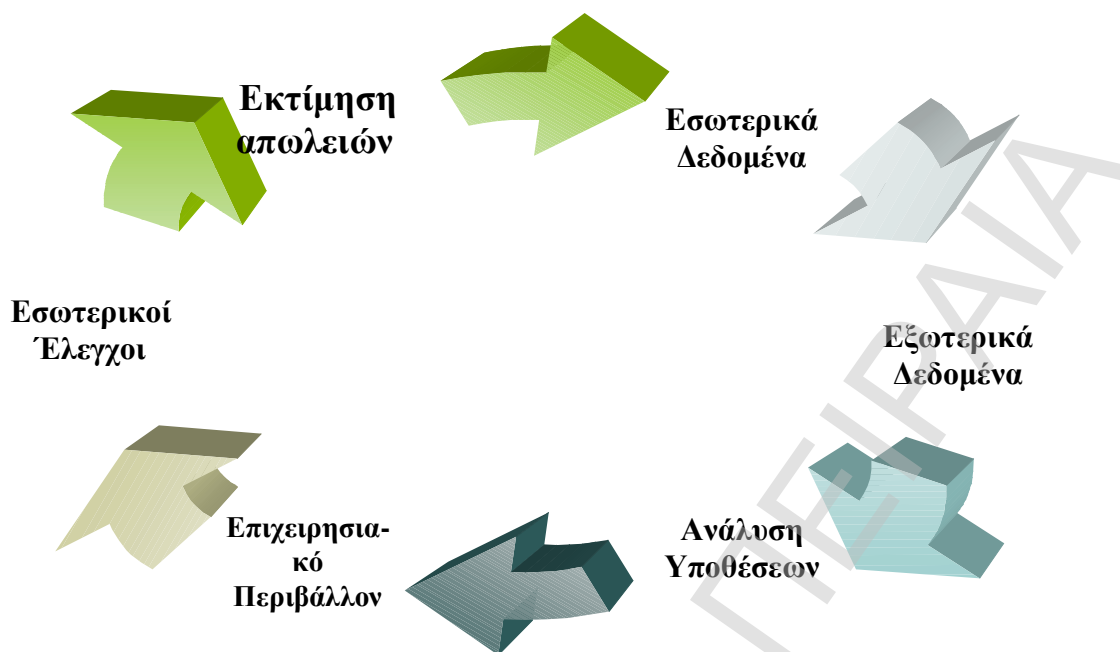 Εκτίμηση
απωλειών
Εσωτερικά
Δεδομένα
Εξωτερικά
Δεδομένα
Ανάλυση
Υποθέσεων
Επιχειρησια-
κό
Περιβάλλον
Εσωτερικοί
Έλεγχοι
ΠΕΙΡΑΙΑ